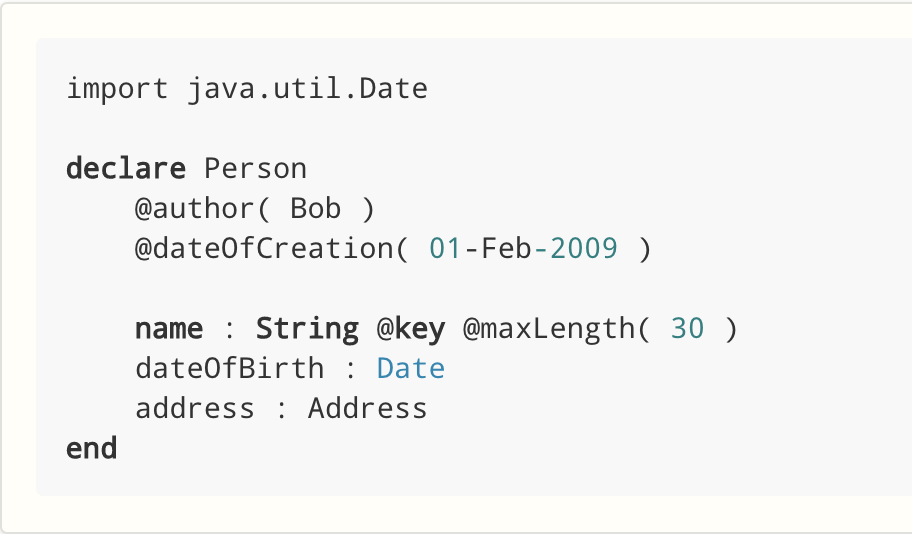 import java.util.Date
declare Person
@author( Bob )
@dateOfCreation( 01-Feb-2009 )
name : String @key @maxLength( 30 )
dateOfBirth : Date
address : Address
end